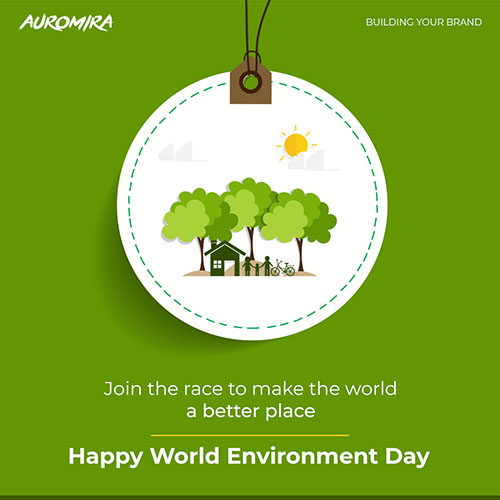 AUROMIRA
BUILDING YOUR BRAND
Join the race to make the world
a better place
Happy World Environment Day